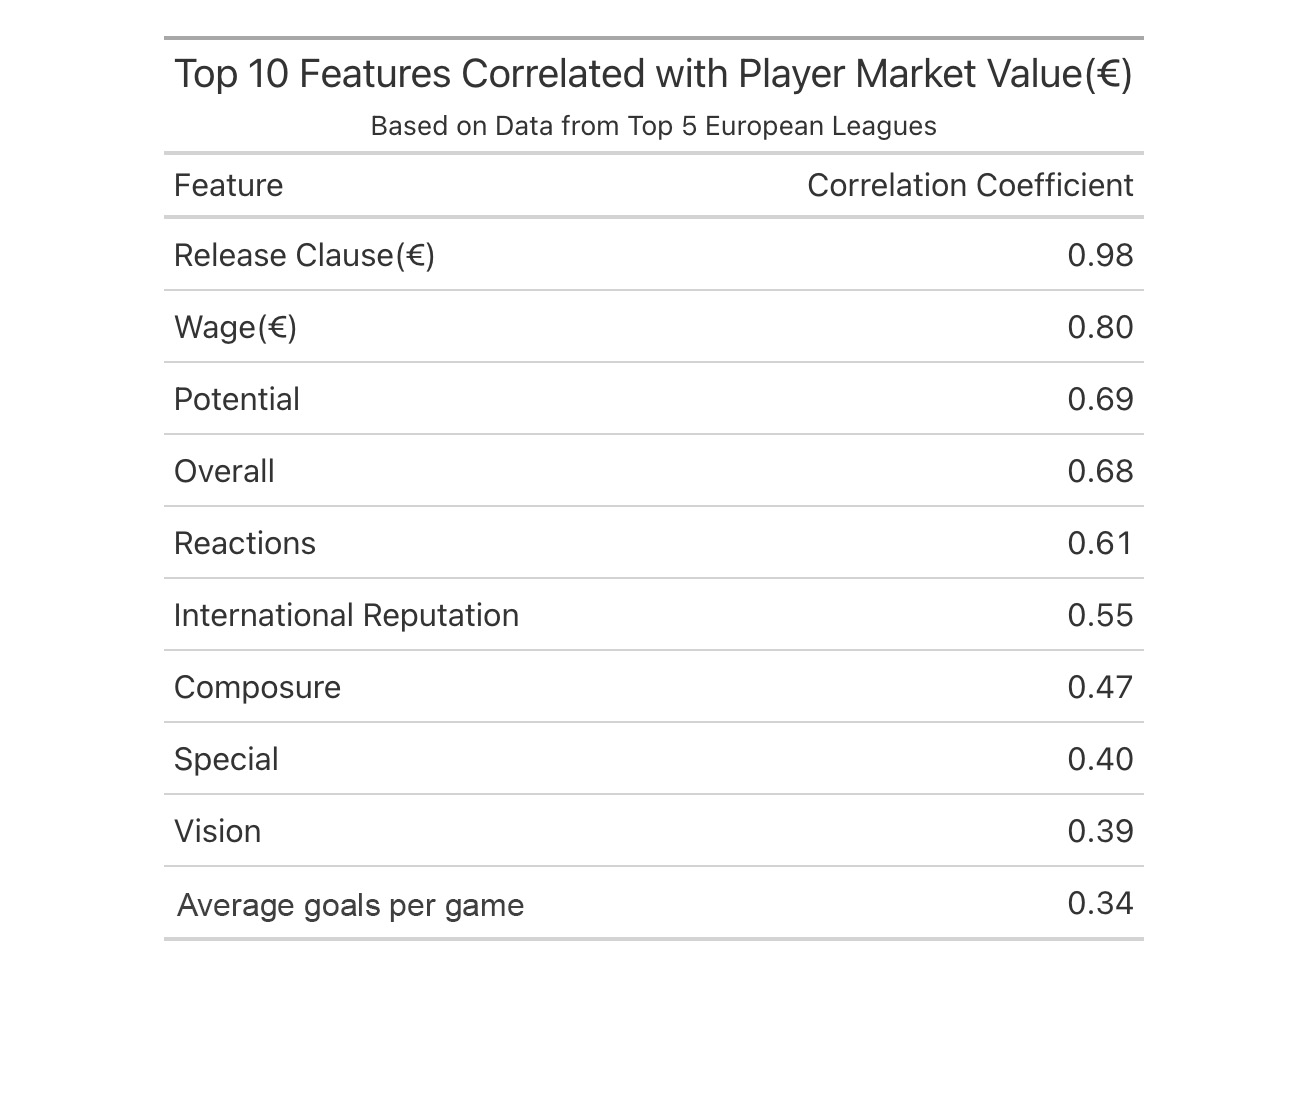 Top 10 Features Correlated with Player Market Value(€)
Based on Data from Top 5 European Leagues
Feature Correlation Coefficient
Release Clause(€) 0.98
Wage(€) 0.80
Potential 0.69
Overall 0.68
Reactions 0.61
International Reputation 0.55
Composure 0.47
Special 0.40
Vision 0.39
Average goals per game 0.34